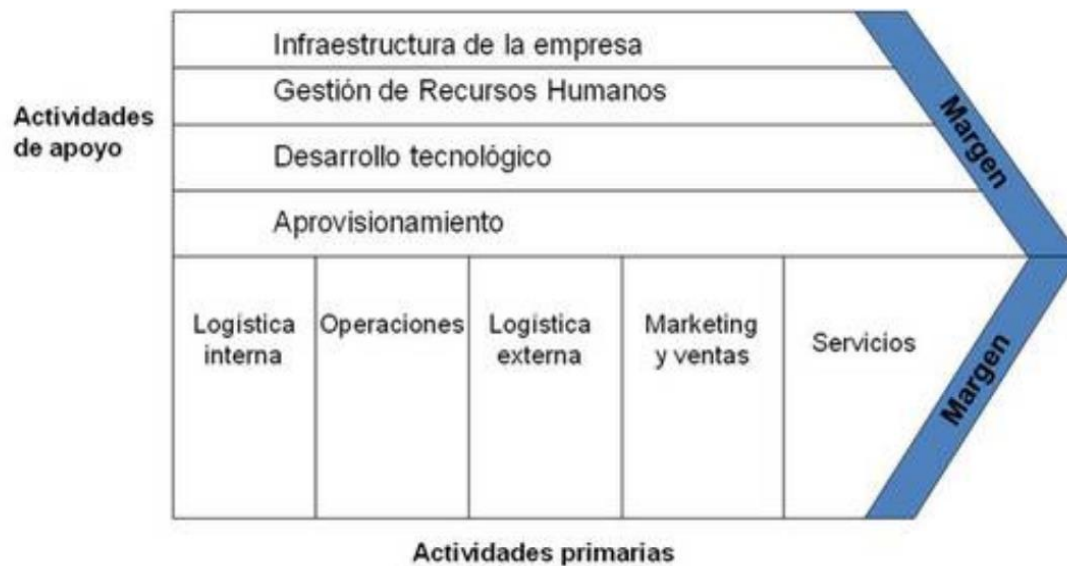 Infraestructura de la empresa
Gestión de Recursos Humanos
Actividades
de apoyo
Desarrollo tecnológico
Aprovisionamiento
Margen
Logística
interna
Operaciones
Logística
externa
Marketing
y ventas
Servicios
Margen
Actividades primarias